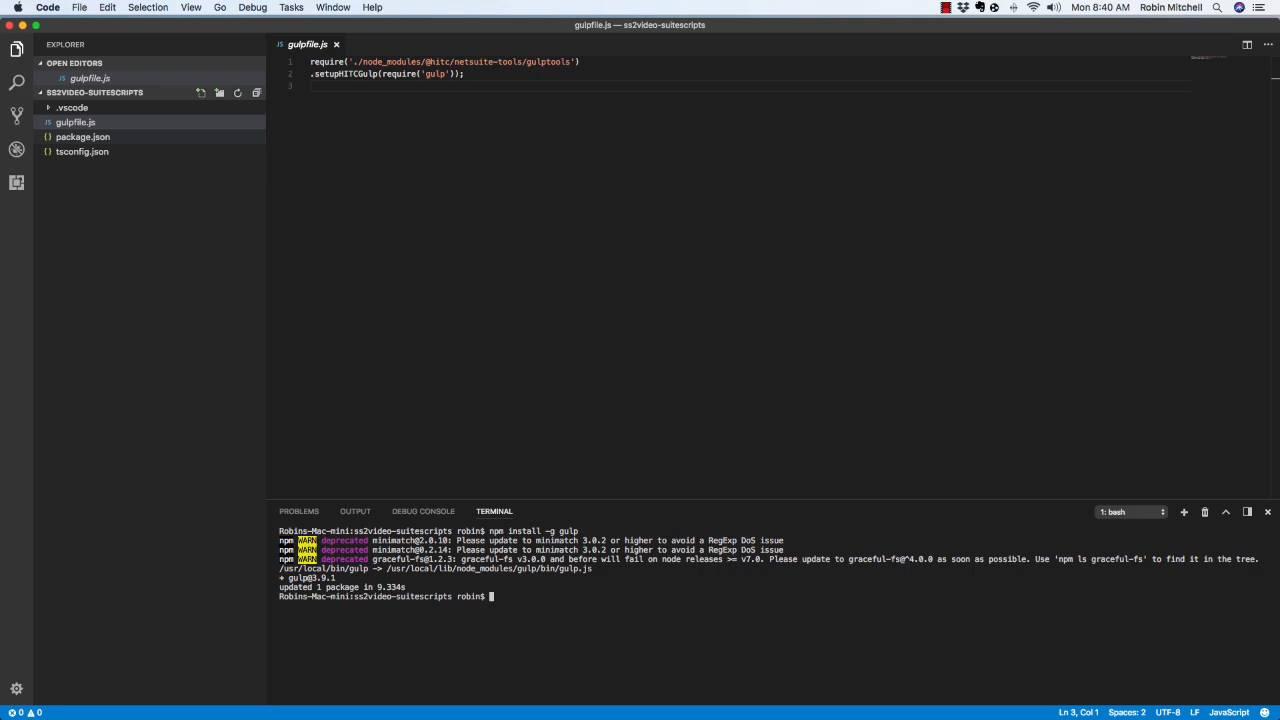 Code File Edit Selection View Go Debug Tasks Window Help Mon 8:40 AM Robin Mitchell
gulpfile.js — ss2video-suitescripts
EXPLORER
JS gulpfile.js
OPEN EDITORS
require('./node_modules/@hitc/netsuite-tools/gulptools')
1
JS gulpfile.js
2 .setupHITCGulp(require('gulp'));
3
SS2VIDEO-SUITESCRIPTS
.vscode
JS gulpfile.js
{} package.json
{} tsconfig.json
PROBLEMS OUTPUT DEBUG CONSOLE TERMINAL 1: bash
Robins-Mac-mini:ss2video-suitescripts robin$ npm install -g gulp
npm WARN deprecated minimatch@2.0.10: Please update to minimatch 3.0.2 or higher to avoid a RegExp DoS issue
npm WARN deprecated minimatch@0.2.14: Please update to minimatch 3.0.2 or higher to avoid a RegExp DoS issue
npm WARN deprecated graceful-fs@1.2.3: graceful-fs v3.0.0 and before will fail on node releases >= v7.0. Please update to graceful-fs@^4.0.0 as soon as possible. Use 'npm ls graceful-fs' to find it in the tree.
/usr/local/bin/gulp -> /usr/local/lib/node_modules/gulp/bin/gulp.js
+ gulp@3.9.1
updated 1 package in 9.334s
Robins-Mac-mini:ss2video-suitescripts robin$
0 0 Ln 3, Col 1 Spaces: 2 UTF-8 LF JavaScript